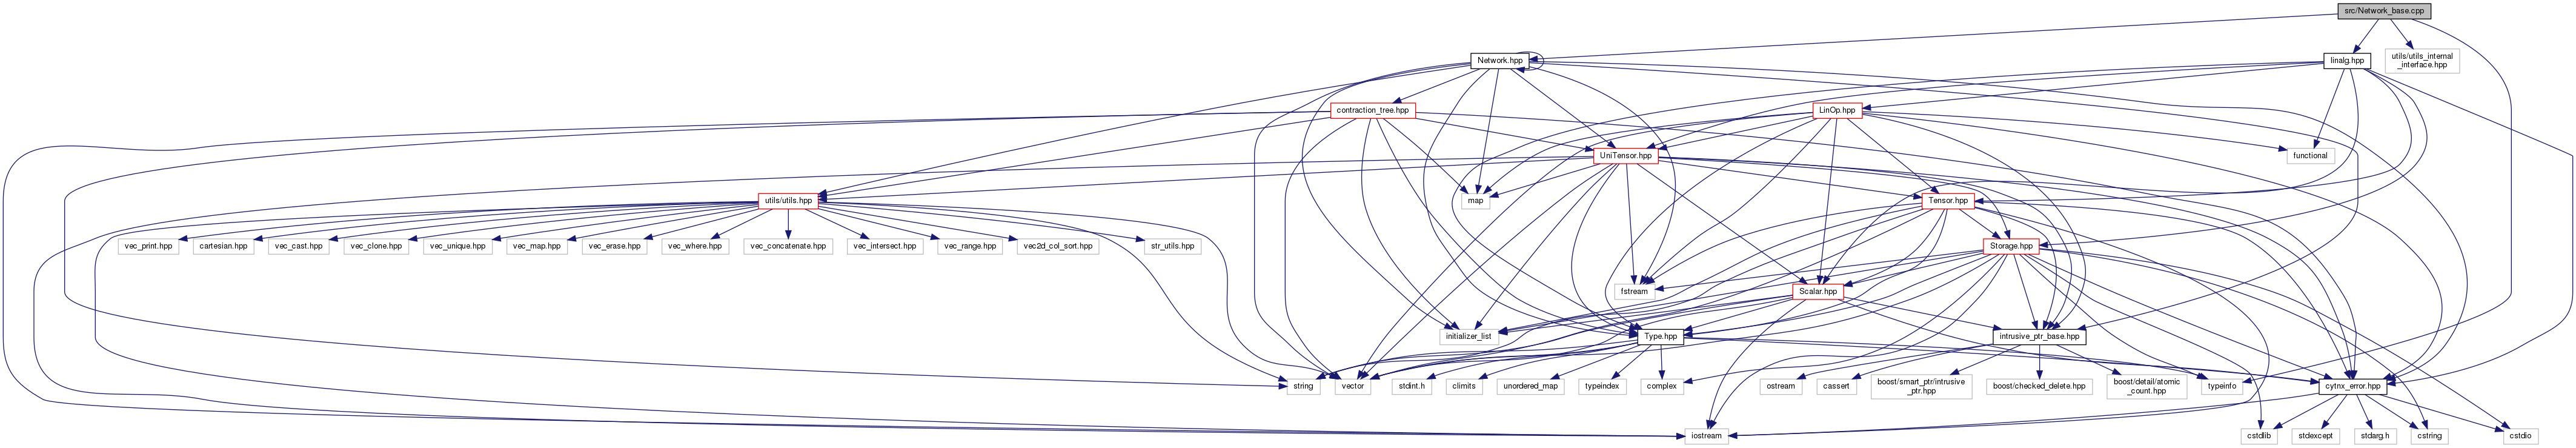 src/Network_base.cpp
Network.hpp
linalg.hpp
utils/utils_internal
_interface.hpp
contraction_tree.hpp
LinOp.hpp
UniTensor.hpp
functional
utils/utils.hpp
map
Tensor.hpp
vec_print.hpp
cartesian.hpp
vec_cast.hpp
vec_clone.hpp
vec_unique.hpp
vec_map.hpp
vec_erase.hpp
vec_where.hpp
vec_concatenate.hpp
vec_intersect.hpp
vec_range.hpp
vec2d_col_sort.hpp
str_utils.hpp
Storage.hpp
fstream
Scalar.hpp
initializer_list
Type.hpp
intrusive_ptr_base.hpp
string
vector
stdint.h
climits
unordered_map
typeindex
complex
ostream
cassert
boost/smart_ptr/intrusive
_ptr.hpp
boost/checked_delete.hpp
boost/detail/atomic
_count.hpp
typeinfo
cytnx_error.hpp
iostream
cstdlib
stdexcept
stdarg.h
cstring
cstdio